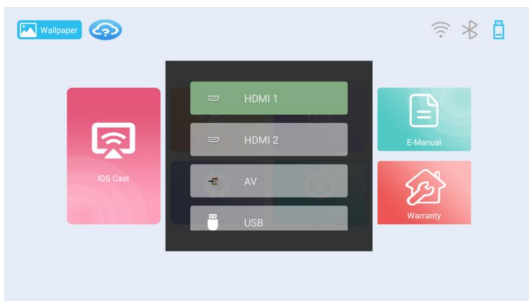 Wallpaper
HDMI 1
HDMI 2
AV
USB
IOS Cast
E-Manual
Warranty